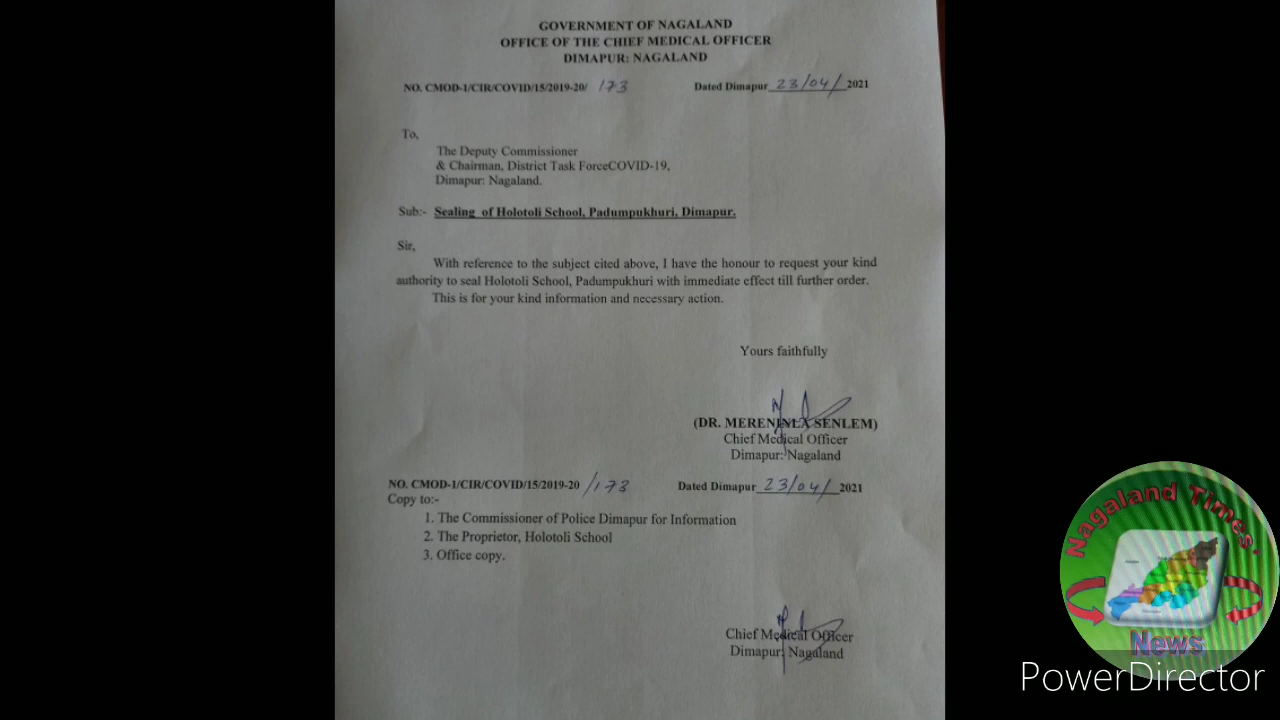 GOVERNMENT OF NAGALAND
OFFICE OF THE CHIEF MEDICAL OFFICER
DIMAPUR: NAGALAND
NO. CMOD-1/CIR/COVID/15/2019-20/ 173 Dated Dimapur 23/04/ 2021
To,
The Deputy Commissioner
& Chairman, District Task ForceCOVID-19,
Dimapur: Nagaland.
Sub:- Sealing of Holotoli School, Padumpukhuri, Dimapur.
Sir,
With reference to the subject cited above, I have the honour to request your kind
authority to seal Holotoli School, Padumpukhuri with immediate effect till further order.
This is for your kind information and necessary action.
Yours faithfully
(DR. MERENINLA SENLEM)
Chief Medical Officer
Dimapur: Nagaland
NO. CMOD-1/CIR/COVID/15/2019-20 /173 Dated Dimapur 23/04/ 2021
Copy to:-
1. The Commissioner of Police Dimapur for Information
2. The Proprietor, Holotoli School
3. Office copy.
Chief Medical Officer
Dimapur: Nagaland
Nagaland Times'
News
PowerDirector